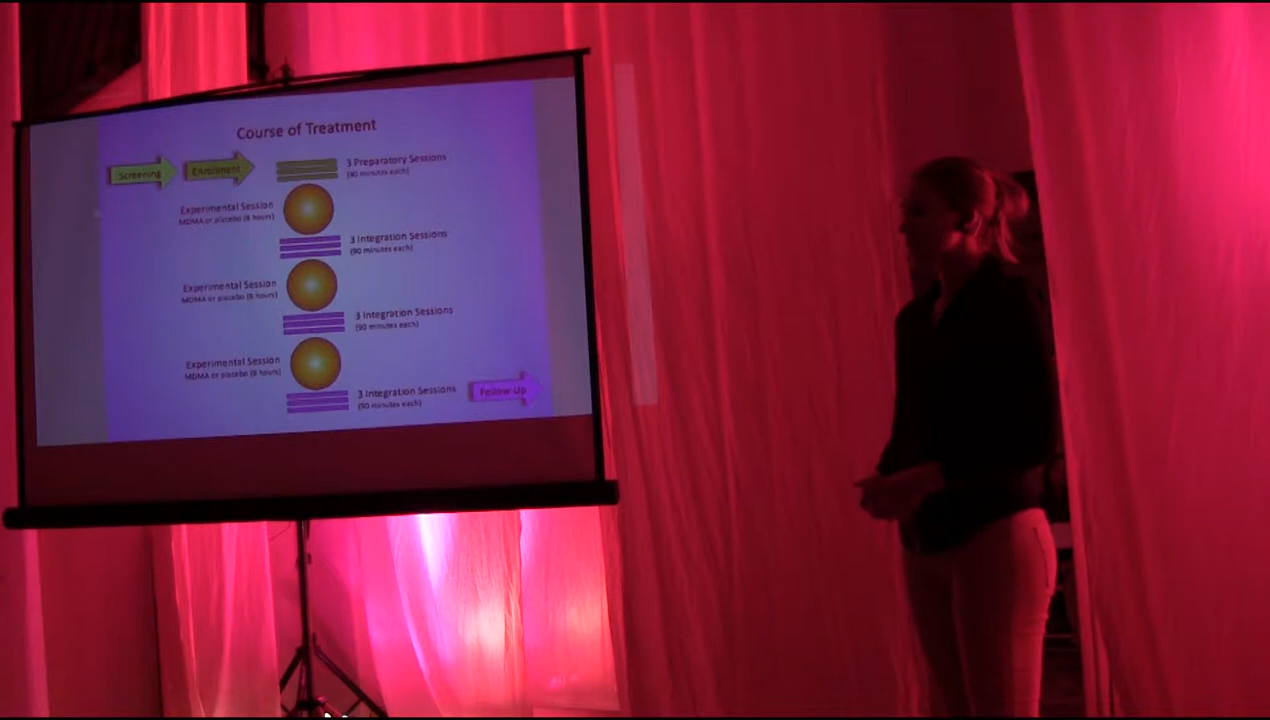 Course of Treatment
Screening
Enrollment
3 Preparatory Sessions
(90 minutes each)
Experimental Session
MDMA or placebo (8 hours)
3 Integration Sessions
(90 minutes each)
Experimental Session
MDMA or placebo (8 hours)
3 Integration Sessions
(90 minutes each)
Experimental Session
MDMA or placebo (8 hours)
3 Integration Sessions
(90 minutes each)
Follow-Up